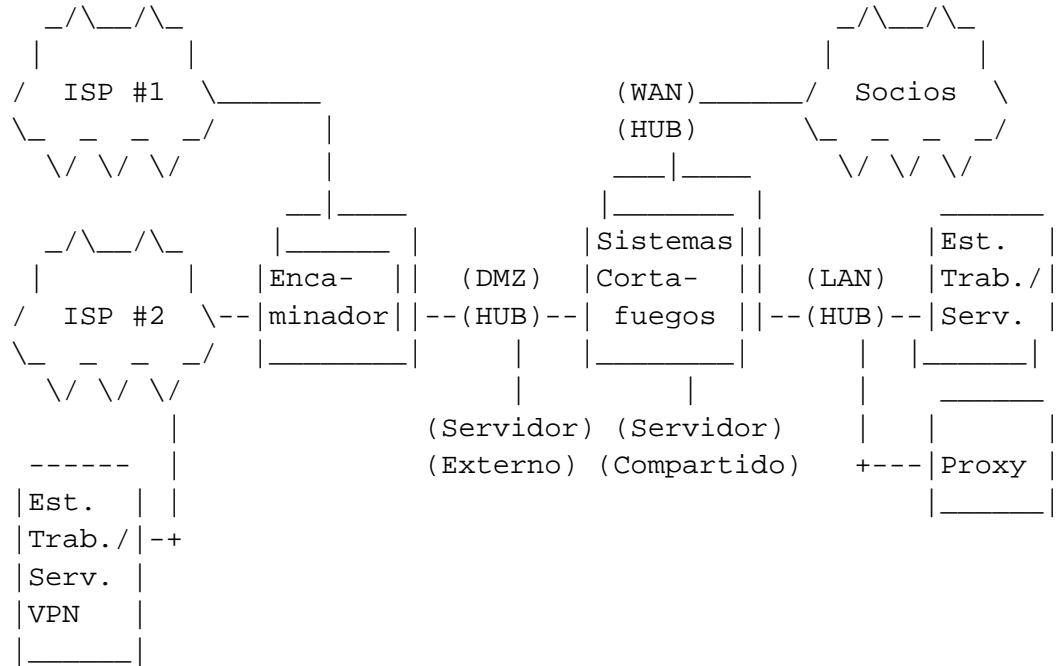 ISP #1
(WAN)
Socios
(HUB)
Sistemas
Est.
Enca-
(DMZ)
Corta-
(LAN)
Trab./
ISP #2
minador
(HUB)
fuegos
(HUB)
Serv.
(Servidor) (Servidor)
(Externo) (Compartido)
Proxy
Est.
Trab./
Serv.
VPN